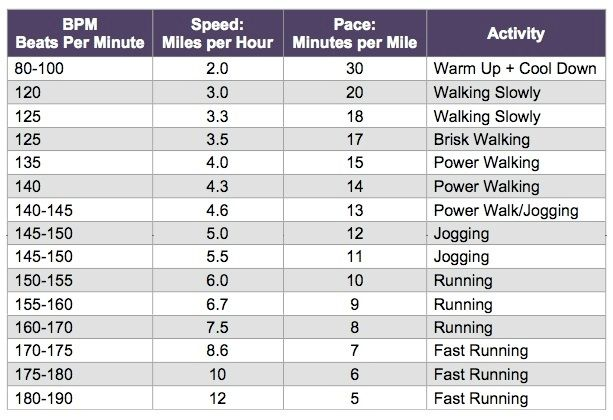 BPM Beats Per Minute Speed: Miles per Hour Pace: Minutes per Mile Activity
80-100 2.0 30 Warm Up + Cool Down
120 3.0 20 Walking Slowly
125 3.3 18 Walking Slowly
125 3.5 17 Brisk Walking
135 4.0 15 Power Walking
140 4.3 14 Power Walking
140-145 4.6 13 Power Walk/Jogging
145-150 5.0 12 Jogging
145-150 5.5 11 Jogging
150-155 6.0 10 Running
155-160 6.7 9 Running
160-170 7.5 8 Running
170-175 8.6 7 Fast Running
175-180 10 6 Fast Running
180-190 12 5 Fast Running